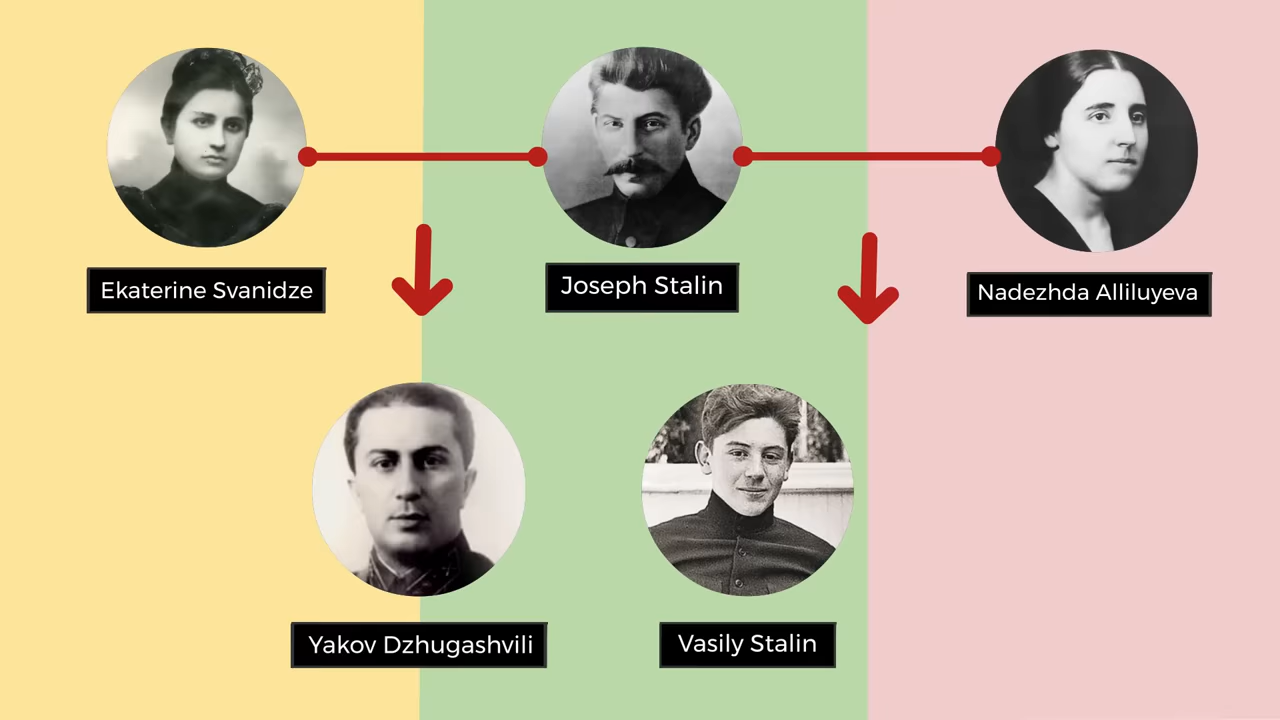 Ekaterine Svanidze
Joseph Stalin
Nadezhda Alliluyeva
Yakov Dzhugashvili
Vasily Stalin